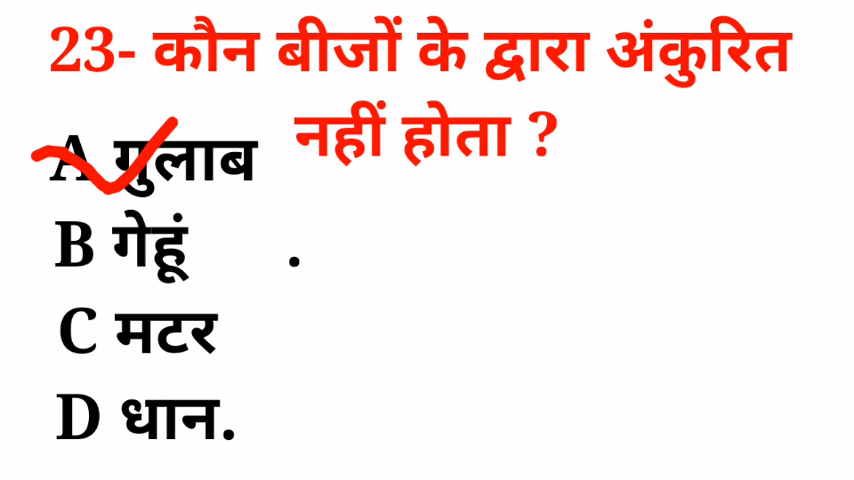 23- कौन बीजों के द्वारा अंकुरित
नहीं होता ?
A गुलाब
B गेहूं .
C मटर
D धान.